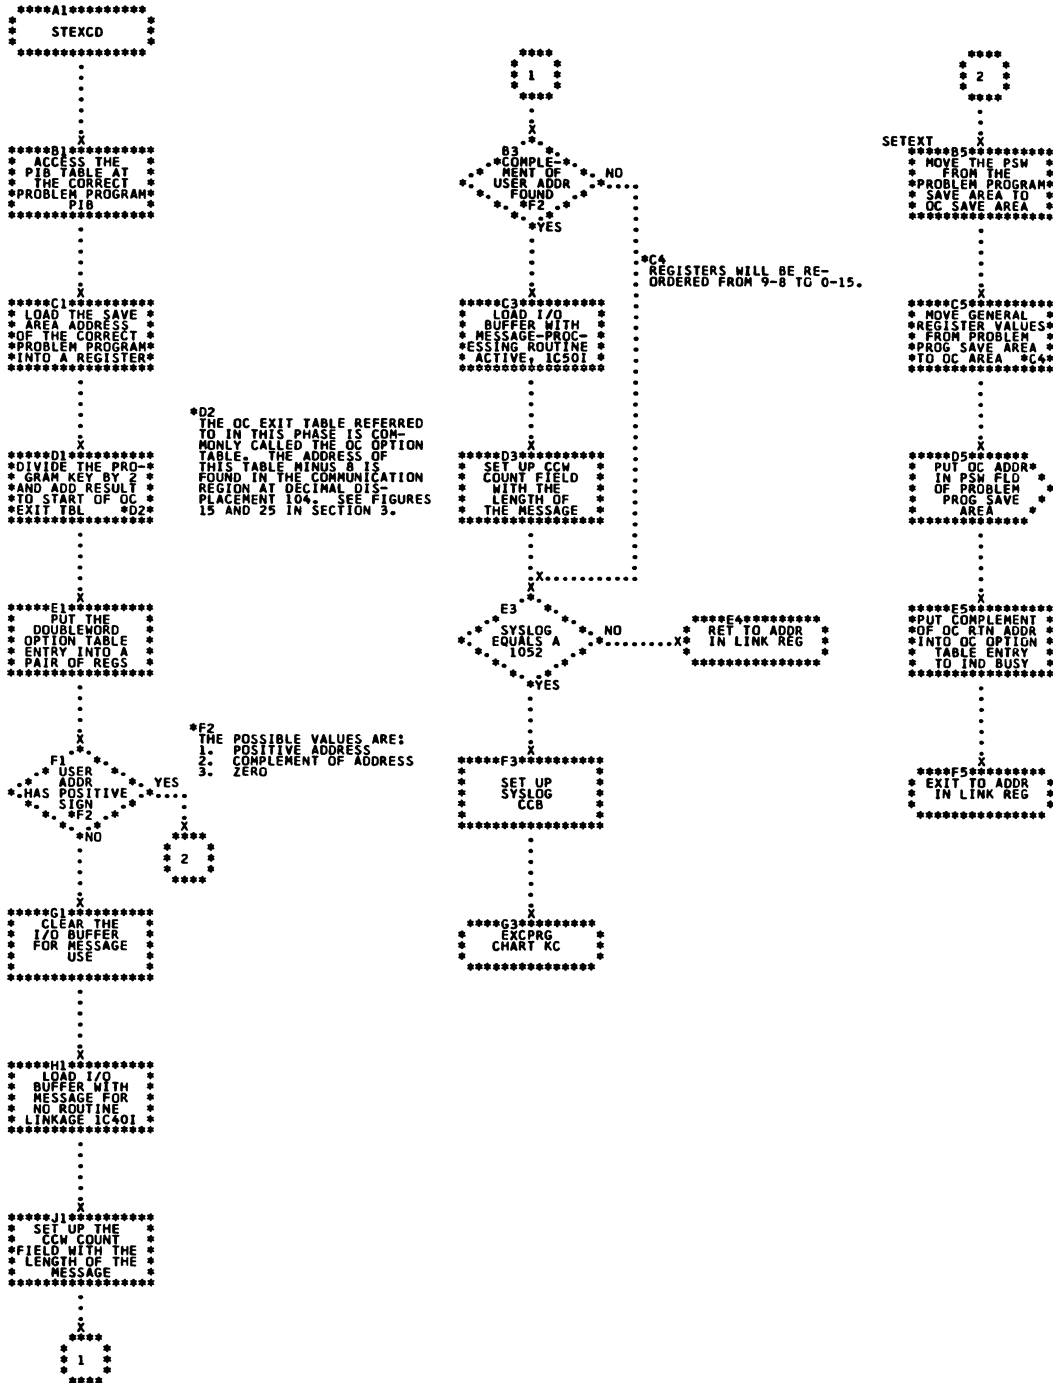 A1
STEXCD
B1
ACCESS THE
PIB TABLE AT
THE CORRECT
PROBLEM PROGRAM
PIB
C1
LOAD THE SAVE
AREA ADDRESS
OF THE CORRECT
PROBLEM PROGRAM
INTO A REGISTER
D1
DIVIDE THE PRO-
GRAM KEY BY 2
AND ADD RESULT
TO START OF OC
EXIT TBL *D2
*D2
THE OC EXIT TABLE REFERRED
TO IN THIS PHASE IS COM-
MONLY CALLED THE OC OPTION
TABLE. THE ADDRESS OF
THIS TABLE MINUS 8 IS
FOUND IN THE COMMUNICATION
REGION AT DECIMAL DIS-
PLACEMENT 104. SEE FIGURES
15 AND 25 IN SECTION 3.
E1
PUT THE
DOUBLEWORD
OPTION TABLE
ENTRY INTO A
PAIR OF REGS
F1
USER
ADDR
HAS POSITIVE
SIGN
*F2
YES
NO
*F2
THE POSSIBLE VALUES ARE:
1. POSITIVE ADDRESS
2. COMPLEMENT OF ADDRESS
3. ZERO
2
G1
CLEAR THE
I/O BUFFER
FOR MESSAGE
USE
H1
LOAD I/O
BUFFER WITH
MESSAGE FOR
NO ROUTINE
LINKAGE 1C40I
J1
SET UP THE
CCW COUNT
FIELD WITH THE
LENGTH OF THE
MESSAGE
1
1
B3
COMPLE-
MENT OF
USER ADDR
FOUND
*F2
NO
YES
*C4
REGISTERS WILL BE RE-
ORDERED FROM 9-8 TO 0-15.
C3
LOAD I/O
BUFFER WITH
MESSAGE-PROC-
ESSING ROUTINE
ACTIVE, 1C50I
D3
SET UP CCW
COUNT FIELD
WITH THE
LENGTH OF
THE MESSAGE
E3
SYSLOG
EQUALS A
1052
NO
YES
E4
RET TO ADDR
IN LINK REG
F3
SET UP
SYSLOG
CCB
G3
EXCPRG
CHART KC
2
SETEXT
B5
MOVE THE PSW
FROM THE
PROBLEM PROGRAM
SAVE AREA TO
OC SAVE AREA
C5
MOVE GENERAL
REGISTER VALUES
FROM PROBLEM
PROG SAVE AREA
TO OC AREA *C4
D5
PUT OC ADDR
IN PSW FLD
OF PROBLEM
PROG SAVE
AREA
E5
PUT COMPLEMENT
OF OC RTN ADDR
INTO OC OPTION
TABLE ENTRY
TO IND BUSY
F5
EXIT TO ADDR
IN LINK REG